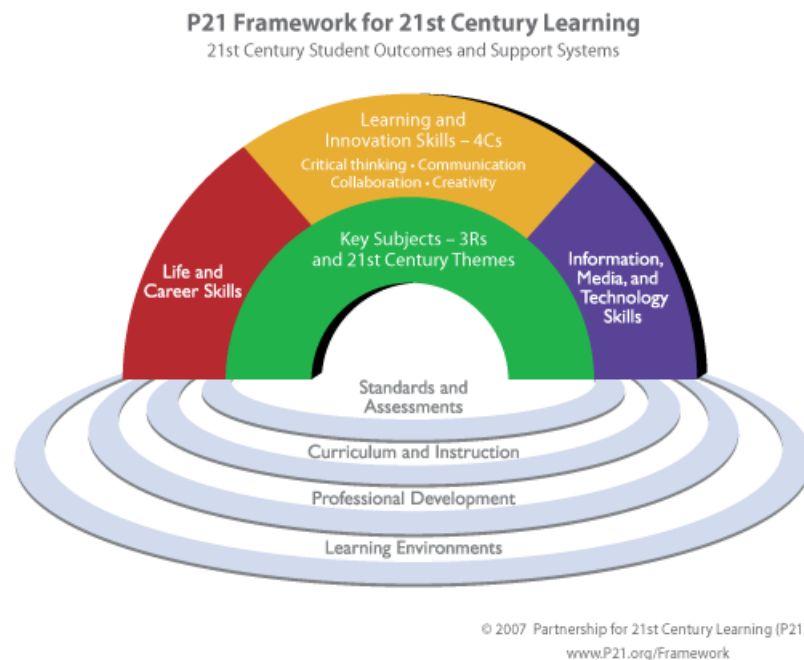 P21 Framework for 21st Century Learning
21st Century Student Outcomes and Support Systems
Learning and
Innovation Skills – 4Cs
Critical thinking • Communication
Collaboration • Creativity
Key Subjects – 3Rs
and 21st Century Themes
Life and
Career Skills
Information,
Media, and
Technology
Skills
Standards and
Assessments
Curriculum and Instruction
Professional Development
Learning Environments
© 2007 Partnership for 21st Century Learning (P21
www.P21.org/Framework